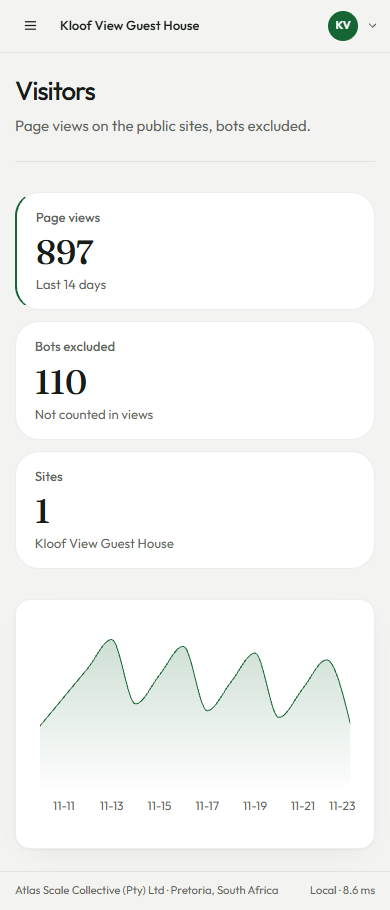 Kloof View Guest House
KV
Visitors
Page views on the public sites, bots excluded.
Page views
897
Last 14 days
Bots excluded
110
Not counted in views
Sites
1
Kloof View Guest House
11-11 11-13 11-15 11-17 11-19 11-21 11-23
Atlas Scale Collective (Pty) Ltd · Pretoria, South Africa Local · 8.6 ms